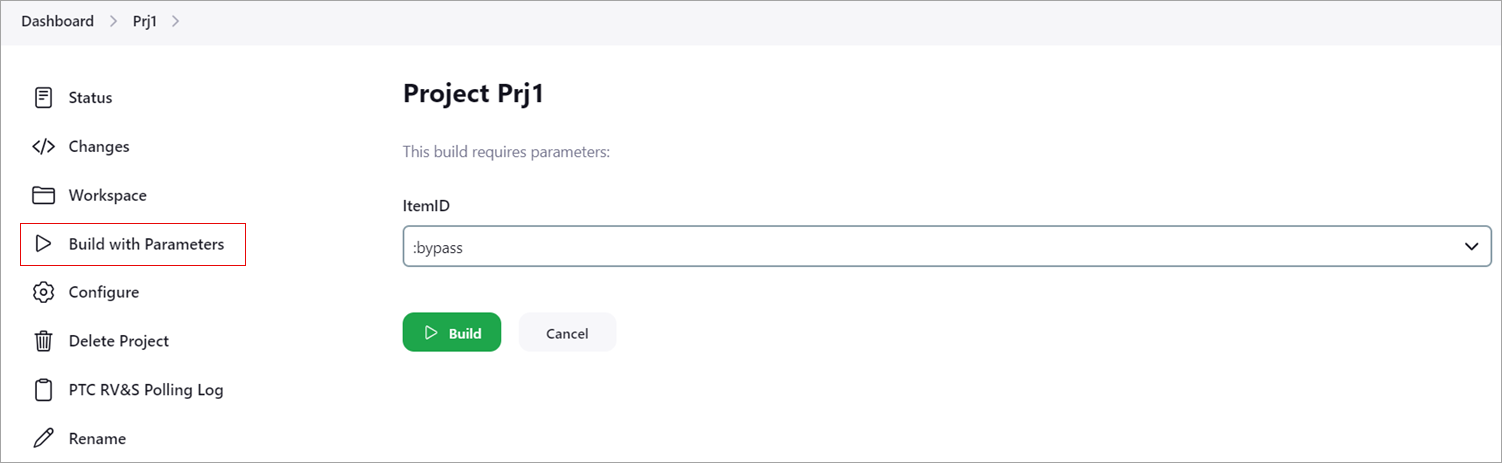 Dashboard > Prj1 >
Status
Changes
Workspace
Build with Parameters
Configure
Delete Project
PTC RV&S Polling Log
Rename
Project Prj1
This build requires parameters:
ItemID
:bypass
Build Cancel